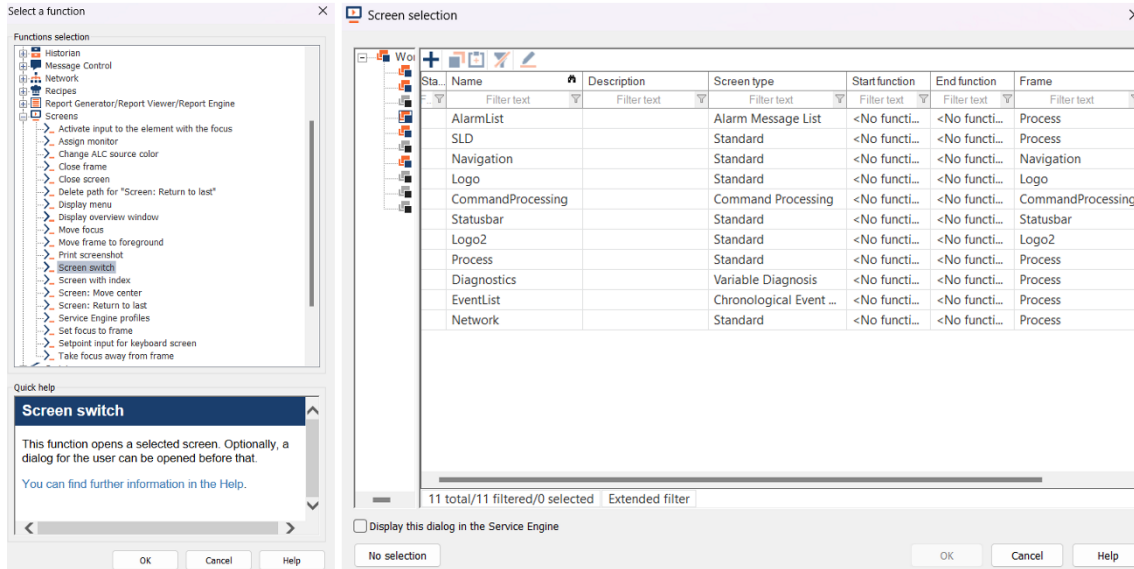 Select a function
Functions selection
Historian
Message Control
Network
Recipes
Report Generator/Report Viewer/Report Engine
Screens
Activate input to the element with the focus
Assign monitor
Change ALC source color
Close frame
Close screen
Delete path for "Screen: Return to last"
Display menu
Display overview window
Move focus
Move frame to foreground
Print screenshot
Screen switch
Screen with index
Screen: Move center
Screen: Return to last
Service Engine profiles
Set focus to frame
Setpoint input for keyboard screen
Take focus away from frame
Quick help
Screen switch
This function opens a selected screen. Optionally, a
dialog for the user can be opened before that.
You can find further information in the Help.
OK Cancel Help
Screen selection
Wor
Sta... Name Description Screen type Start function End function Frame
F... Filter text Filter text Filter text Filter text Filter text Filter text
AlarmList Alarm Message List <No functi... <No functi... Process
SLD Standard <No functi... <No functi... Process
Navigation Standard <No functi... <No functi... Navigation
Logo Standard <No functi... <No functi... Logo
CommandProcessing Command Processing <No functi... <No functi... CommandProcessing
Statusbar Standard <No functi... <No functi... Statusbar
Logo2 Standard <No functi... <No functi... Logo2
Process Standard <No functi... <No functi... Process
Diagnostics Variable Diagnosis <No functi... <No functi... Process
EventList Chronological Event ... <No functi... <No functi... Process
Network Standard <No functi... <No functi... Process
11 total/11 filtered/0 selected Extended filter
Display this dialog in the Service Engine
No selection OK Cancel Help